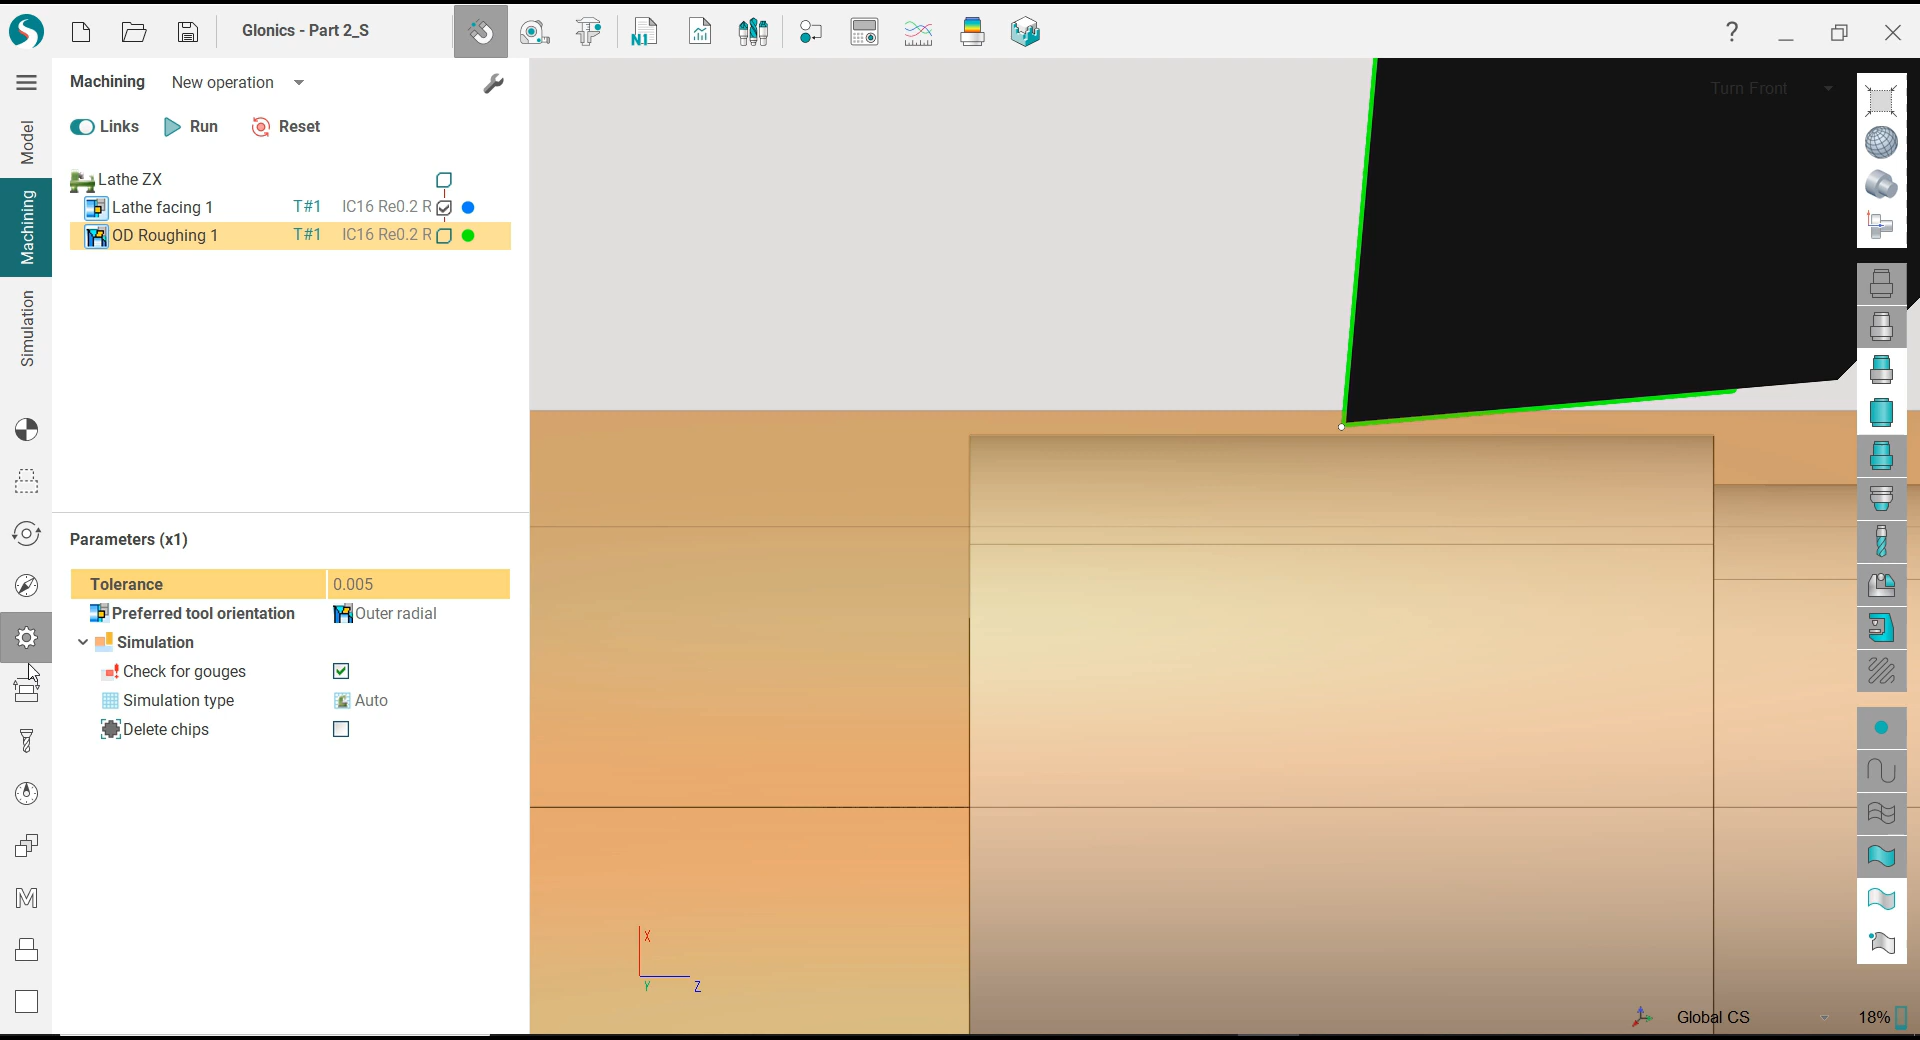 Glonics - Part 2_S
N1
?
Machining New operation
Links Run Reset
Model
Machining
Simulation
Lathe ZX
Lathe facing 1 T#1 IC16 Re0.2 R
OD Roughing 1 T#1 IC16 Re0.2 R
Parameters (x1)
Tolerance 0.005
Preferred tool orientation Outer radial
Simulation
Check for gouges
Simulation type Auto
Delete chips
M
Turn Front
X
Y
Z
Global CS 18%